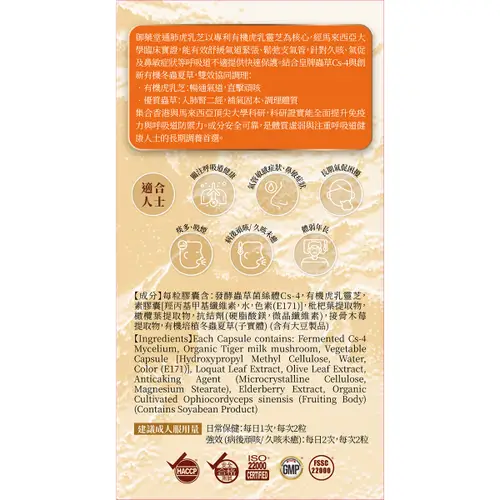 御藥堂通肺虎乳芝以專利有機虎乳靈芝為核心,經馬來西亞大
學臨床實證,能有效舒緩氣道緊張、鬆弛支氣管,針對久咳、氣促
及鼻敏症狀等呼吸道不適提供快速保護。結合皇牌蟲草Cs-4與創
新有機冬蟲夏草,雙效協同調理:
· 有機虎乳芝:暢通氣道,直擊頑咳
· 優質蟲草:入肺腎二經,補氣固本、調理體質
集合香港與馬來西亞頂尖大學科研,科研證實能全面提升免疫
力與呼吸道防禦力。成分安全可靠,是體質虛弱與注重呼吸道健
康人士的長期調養首選。
適合
人士
關注呼吸道健康
氣管敏感症狀,鼻敏症狀
長期氣促困擾
痰多,吸煙
病後頑咳/久咳未癒
體弱年長
【成分】每粒膠囊含:發酵蟲草菌絲體Cs-4,有機虎乳靈芝,
素膠囊[羥丙基甲基纖維素,水,色素(E171)],枇杷葉提取物,
橄欖葉提取物,抗結劑(硬脂酸鎂,微晶纖維素),接骨木莓
提取物,有機培植冬蟲夏草(子實體) (含有大豆製品)
【Ingredients】Each Capsule contains: Fermented Cs-4
Mycelium, Organic Tiger milk mushroom, Vegetable
Capsule [Hydroxypropyl Methyl Cellulose, Water,
Color (E171)], Loquat Leaf Extract, Olive Leaf Extract,
Anticaking Agent (Microcrystalline Cellulose,
Magnesium Stearate), Elderberry Extract, Organic
Cultivated Ophiocordyceps sinensis (Fruiting Body)
(Contains Soyabean Product)
建議成人服用量
日常保健:每日1次,每次2粒
強效 (病後頑咳/久咳未癒):每日2次,每次2粒
HACCP
ISO
22000
CERTIFIED
GMP
FSSC
22000